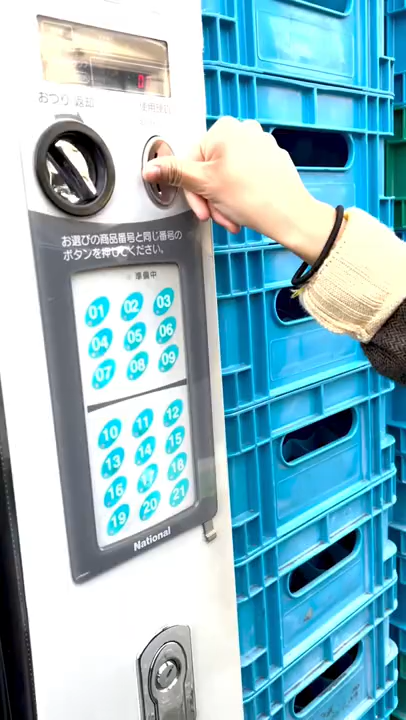 0
おつり 返却
お選びの商品番号と同じ番号の
ボタンを押してください。
準備中
01 02 03
04 05 06
07 08 09
10 11 12
13 14 15
16 17 18
19 20 21
National